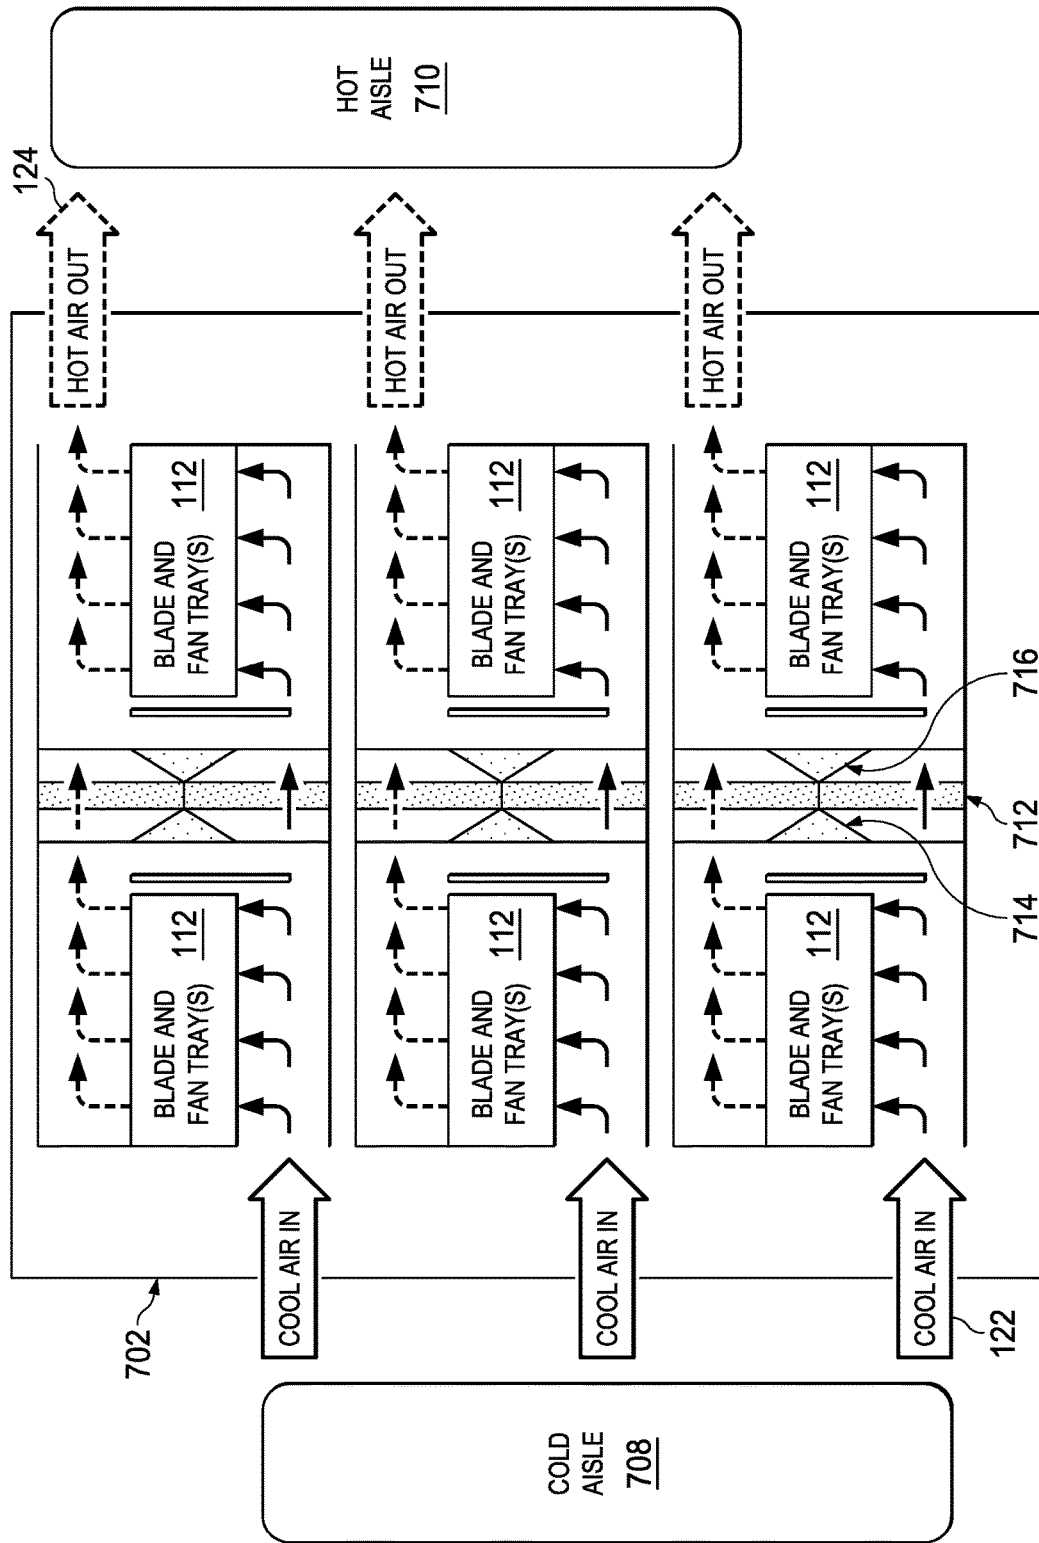 124
HOT AIR OUT
702
BLADE AND
FAN TRAY(S)
112
BLADE AND
FAN TRAY(S)
112
COOL AIR IN
HOT
AISLE
710
HOT AIR OUT
BLADE AND
FAN TRAY(S)
112
BLADE AND
FAN TRAY(S)
112
COLD
AISLE
708
COOL AIR IN
HOT AIR OUT
BLADE AND
FAN TRAY(S)
112
BLADE AND
FAN TRAY(S)
112
COOL AIR IN
122
714
712
716